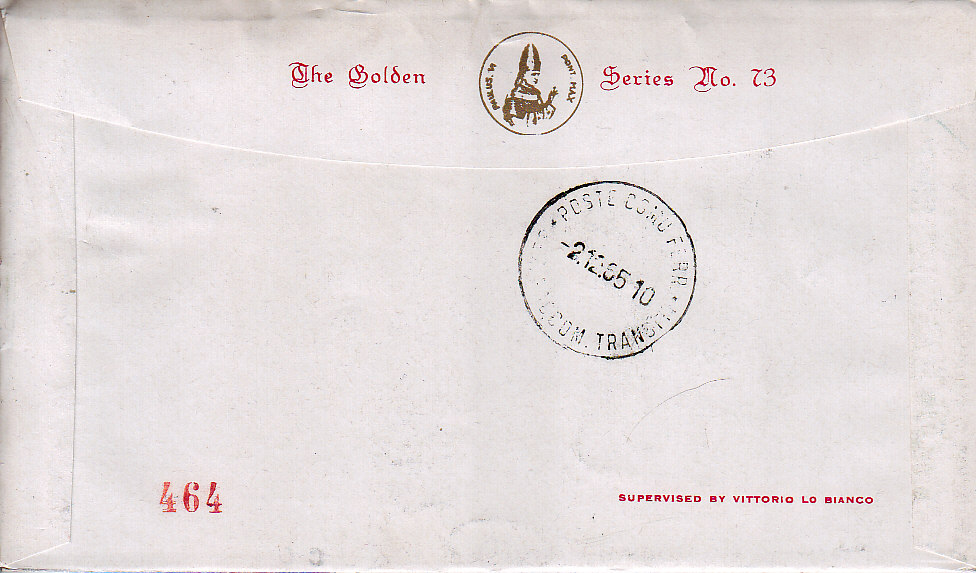 The Golden
PAULUS. VI PONT. MAX
Series No. 73
POSTE COMO FERR
-2.12.65 10
RACCOM. TRANSITI
464
SUPERVISED BY VITTORIO LO BIANCO